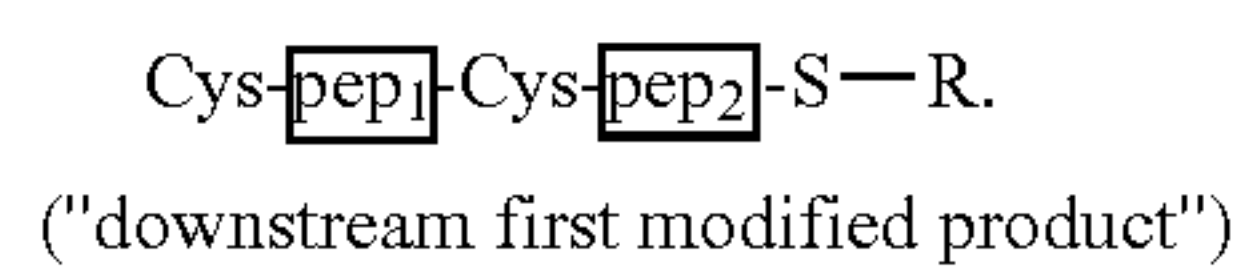 Cys-pep1-Cys-pep2-S—R.
("downstream first modified product")